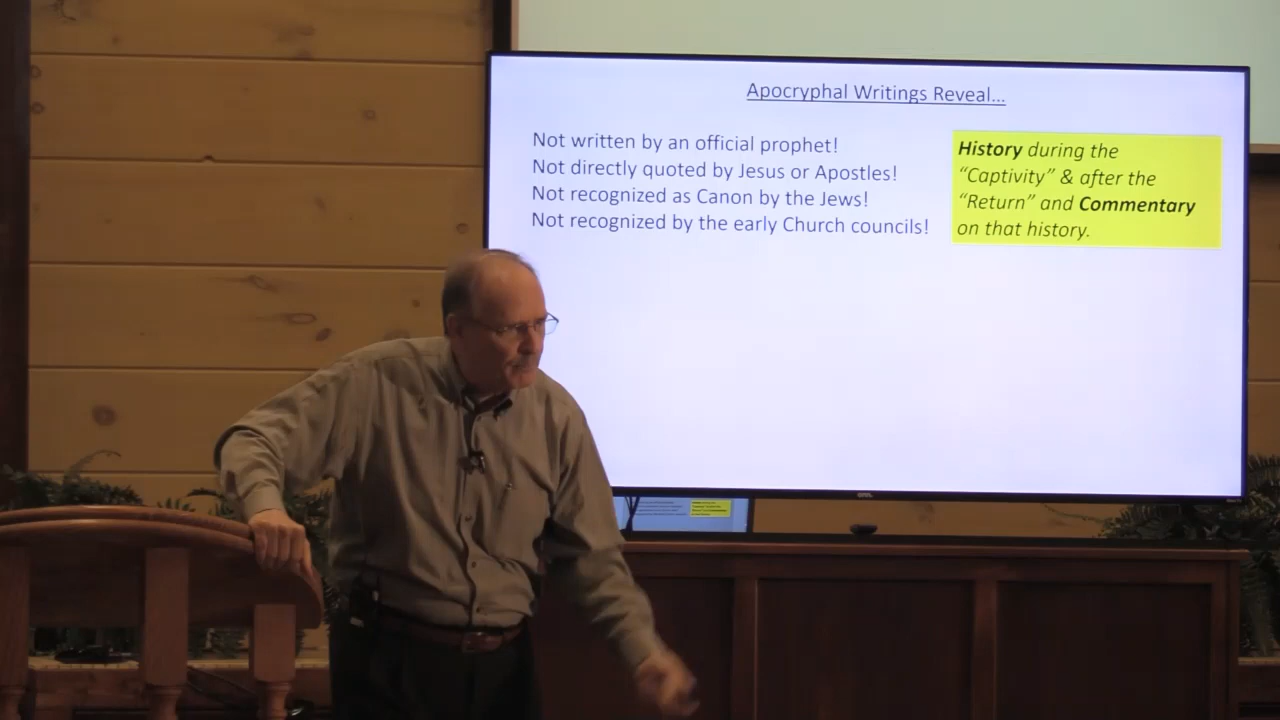 Apocryphal Writings Reveal…
Not written by an official prophet!
Not directly quoted by Jesus or Apostles!
Not recognized as Canon by the Jews!
Not recognized by the early Church councils!
History during the
“Captivity” & after the
“Return” and Commentary
on that history.